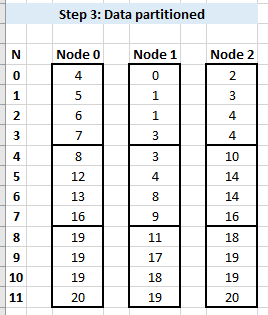 Step 3: Data partitioned
N Node 0 Node 1 Node 2
0 4 0 2
1 5 1 3
2 6 1 4
3 7 3 4
4 8 3 10
5 12 4 14
6 13 8 14
7 16 9 16
8 19 11 18
9 19 17 19
10 19 18 19
11 20 19 20